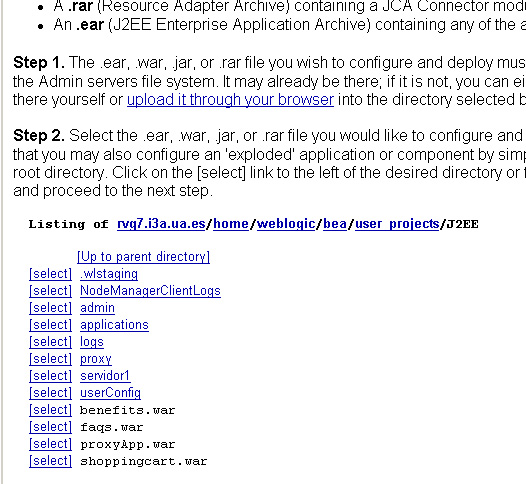 A .rar (Resource Adapter Archive) containing a JCA Connector modu
An .ear (J2EE Enterprise Application Archive) containing any of the a
Step 1. The .ear, .war, .jar, or .rar file you wish to configure and deploy mus
the Admin servers file system. It may already be there; if it is not, you can ei
there yourself or upload it through your browser into the directory selected b
Step 2. Select the .ear, .war, .jar, or .rar file you would like to configure and
that you may also configure an 'exploded' application or component by simp
root directory. Click on the [select] link to the left of the desired directory or f
and proceed to the next step.
Listing of rvq7.i3a.ua.es/home/weblogic/bea/user_projects/J2EE
[Up to parent directory]
[select] .wlstaging
[select] NodeManagerClientLogs
[select] admin
[select] applications
[select] logs
[select] proxy
[select] servidor1
[select] userConfig
[select] benefits.war
[select] faqs.war
[select] proxyApp.war
[select] shoppingcart.war